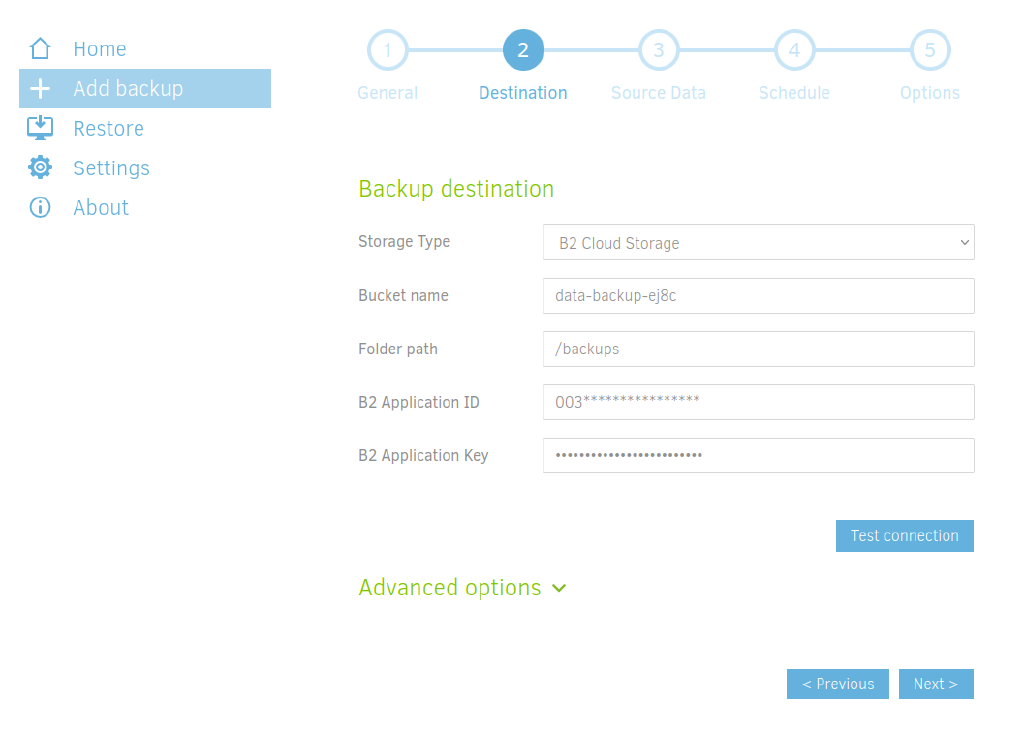 Home
Add backup
Restore
Settings
About
1 2 3 4 5
General Destination Source Data Schedule Options
Backup destination
Storage Type B2 Cloud Storage
Bucket name data-backup-ej8c
Folder path /backups
B2 Application ID 003****************
B2 Application Key •••••••••••••••••••••••••
Test connection
Advanced options
< Previous Next >